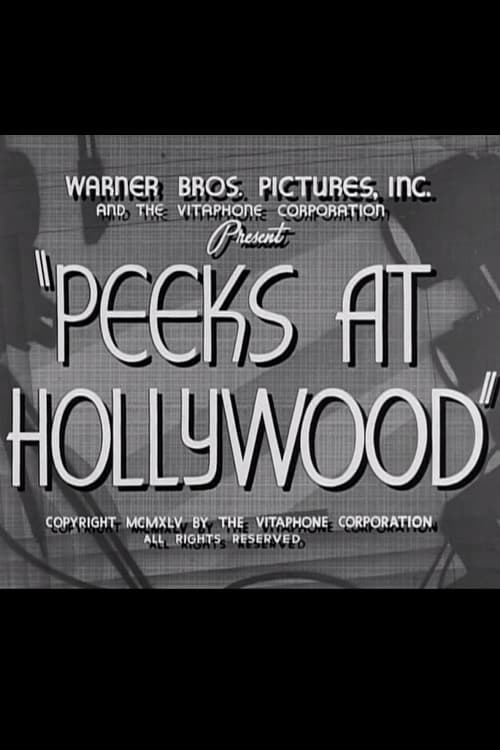 WARNER BROS. PICTURES, INC.
AND THE VITAPHONE CORPORATION
Present
"PEEKS AT
HOLLYWOOD"
COPYRIGHT MCMXLV BY THE VITAPHONE CORPORATION
ALL RIGHTS RESERVED